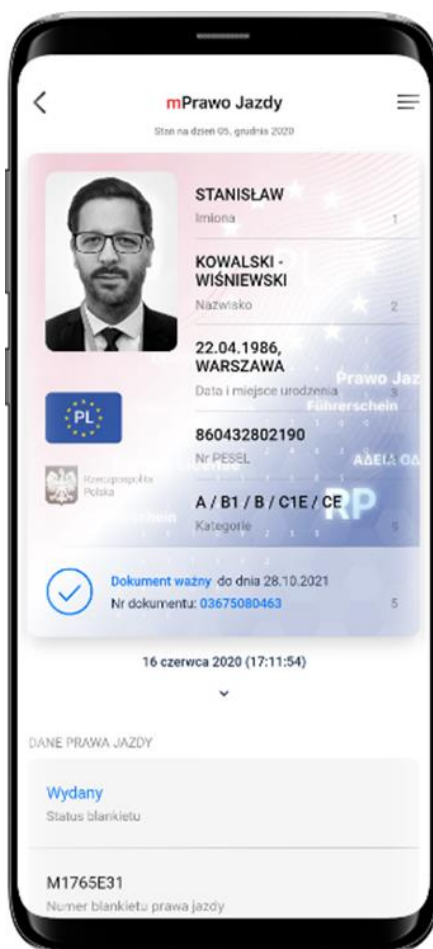 mPrawo Jazdy
Stan na dzień 05, grudnia 2020
STANISŁAW
Imiona 1
KOWALSKI -
WIŚNIEWSKI
Nazwisko 2
22.04.1986,
WARSZAWA
Data i miejsce urodzenia 3
Prawo Jaz
Führerschein
PL
860432802190
Nr PESEL
ΑΔΕΙΑ ΟΔ
Rzeczpospolita
Polska
A / B1 / B / C1E / CE
RP
Kategorie 9
Dokument ważny do dnia 28.10.2021
Nr dokumentu: 03675080463 5
16 czerwca 2020 (17:11:54)
DANE PRAWA JAZDY
Wydany
Status blankietu
M1765E31
Numer blankietu prawa jazdy